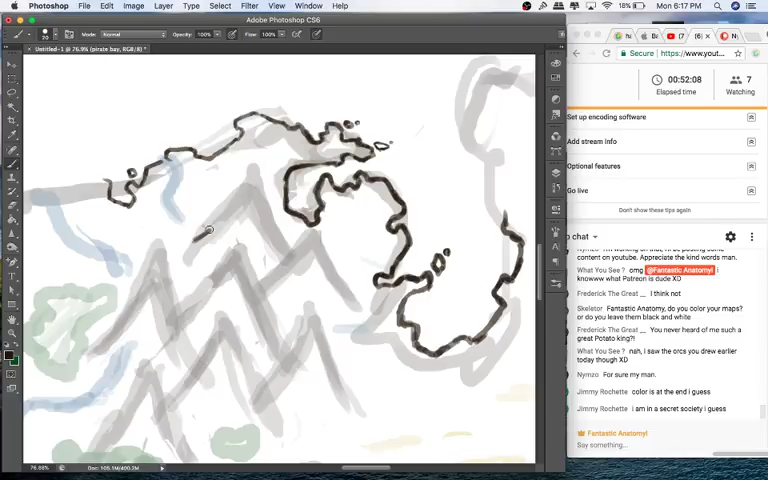 Photoshop File Edit Image Layer Type Select Filter View Window Help 18% Mon 6:17 PM
Adobe Photoshop CS6
Mode: Normal Opacity: 100% Flow: 100%
Untitled-1 @ 76.9% (pirate bay, RGB/8) *
Secure https://www.yout
00:52:08 7
Elapsed time Watching
Set up encoding software
Add stream info
Optional features
Go live
Don't show these tips again
p chat
content on youtube. Appreciate the kind words man.
What You See ? omg @Fantastic Anatomy! i
knowww what Patreon is dude XD
Frederick The Great __ I think not
Skeletor Fantastic Anatomy, do you color your maps?
or do you leave them black and white
Frederick The Great __ You never heard of me such a
great Potato king?!
What You See ? nah, i saw the orcs you drew earlier
today though XD
Nymzo For sure my man.
Jimmy Rochette color is at the end i guess
Jimmy Rochette i am in a secret society i guess
Fantastic Anatomy!
Say something...